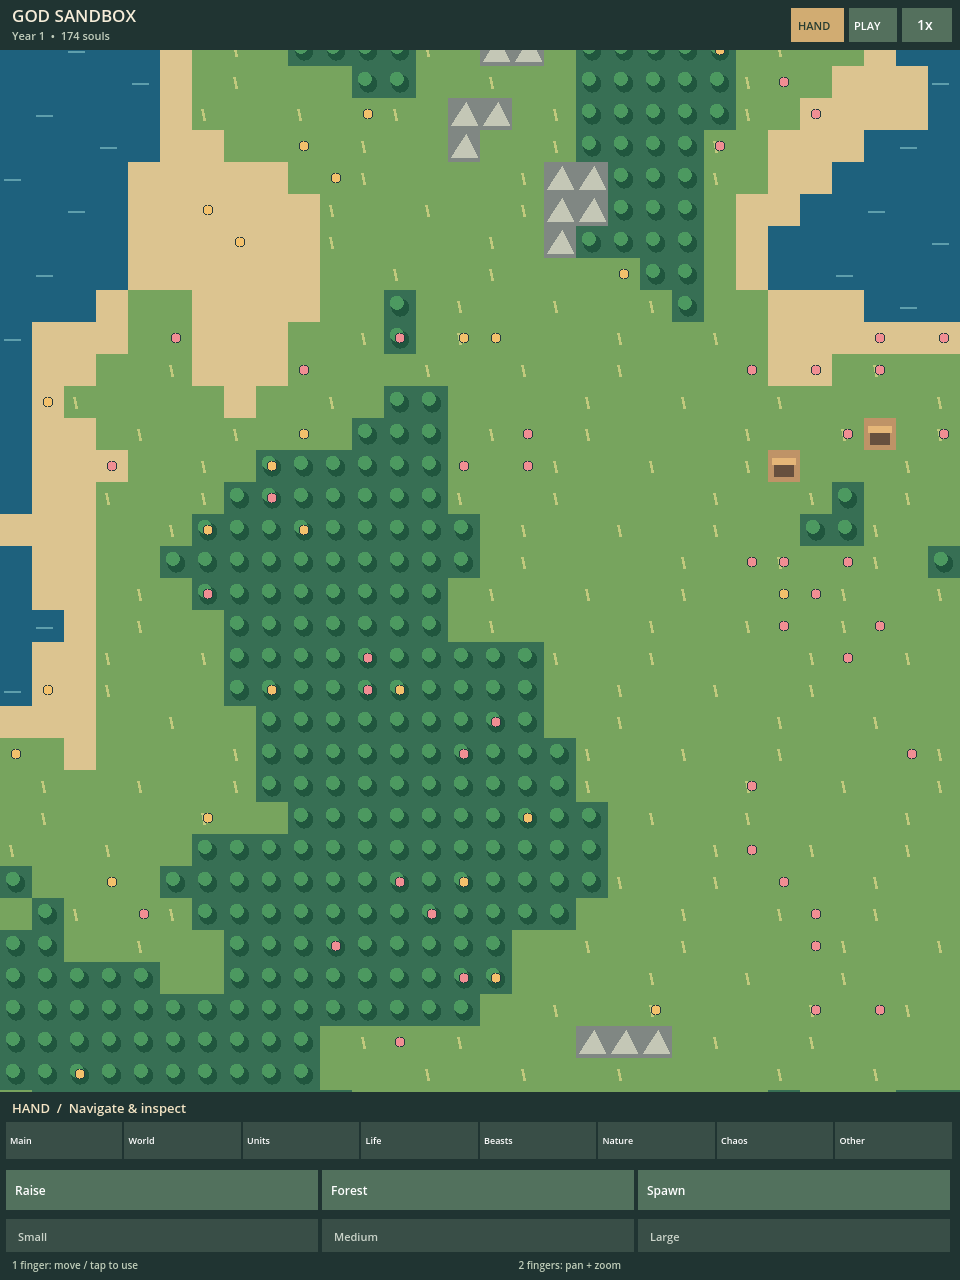 GOD SANDBOX
Year 1 • 174 souls
HAND
PLAY
1x
HAND / Navigate & inspect
Main
World
Units
Life
Beasts
Nature
Chaos
Other
Raise
Forest
Spawn
Small
Medium
Large
1 finger: move / tap to use
2 fingers: pan + zoom